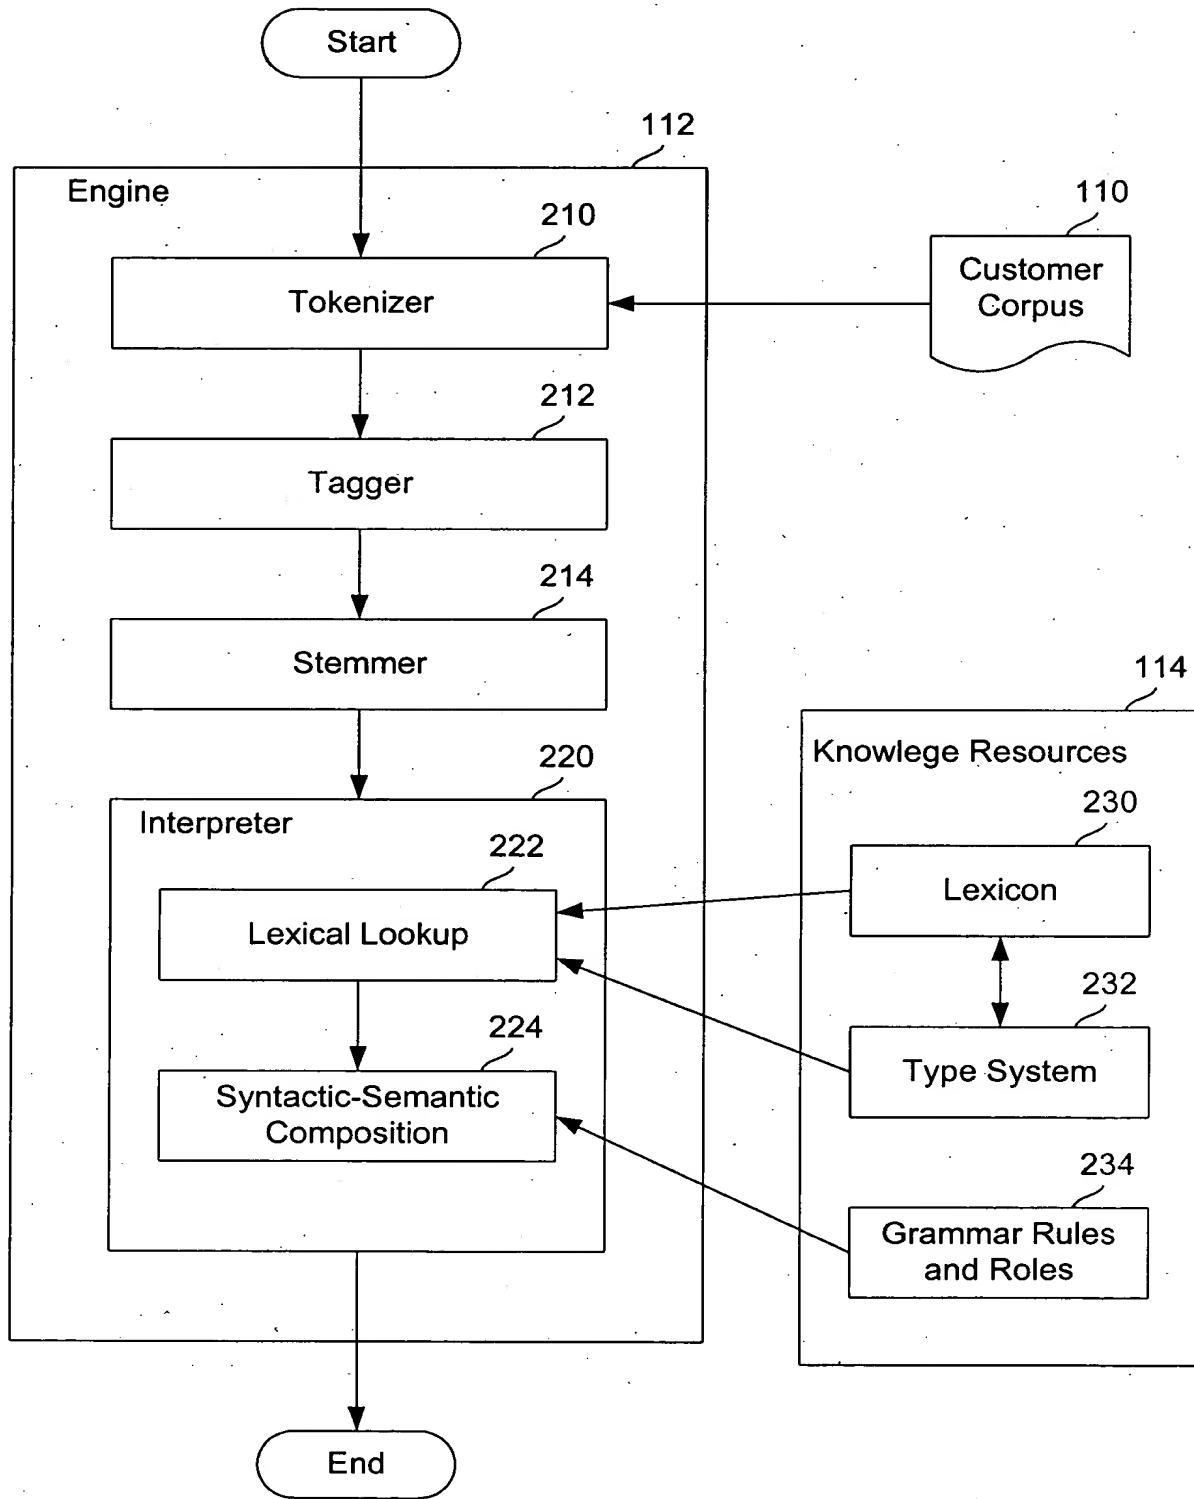 Start
112
Engine
210
110
Tokenizer
Customer
Corpus
212
Tagger
214
Stemmer
114
Knowlege Resources
220
Interpreter
230
222
Lexicon
Lexical Lookup
232
224
Type System
Syntactic-Semantic
Composition
234
Grammar Rules
and Roles
End